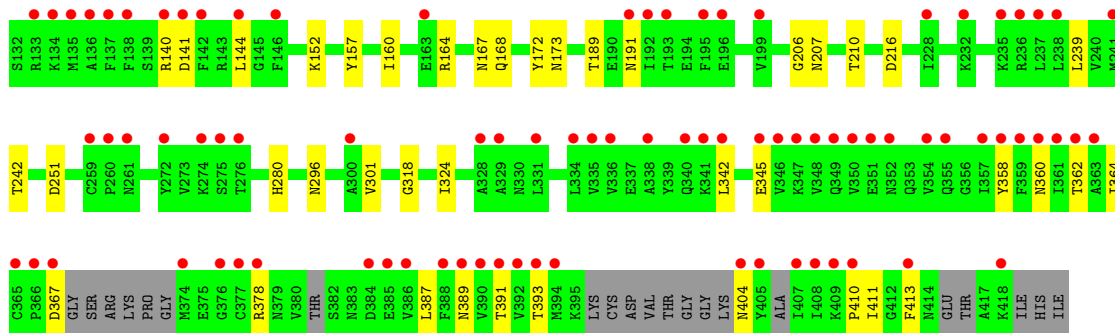 S132 R133 K134 M135 A136 F137 F138 S139 R140 D141 F142 R143 L144 G145 F146 K152 Y157 I160 E163 R164 N167 Q168 Y172 N173 T189 E190 N191 I192 T193 E194 F195 E196 V199 G206 N207 T210 D216 I228 K232 K235 R236 L237 L238 L239 V240 M241
T242 D251 C259 P260 N261 Y272 V273 K274 S275 T276 H280 N296 A300 V301 G318 I324 A328 A329 N330 L331 L334 V335 V336 E337 A338 Y339 Q340 K341 L342 E345 V346 K347 V348 Q349 V350 E351 N352 Q353 V354 Q355 G356 I357 Y358 F359 N360 I361 T362 A363 I364
C365 P366 D367 GLY SER ARG LYS PRO GLY M374 E375 G376 C377 R378 N379 V380 THR S382 N383 D384 E385 V386 L387 F388 N389 V390 T391 V392 T393 M394 K395 LYS CYS ASP VAL THR GLY GLY LYS N404 Y405 ALA I407 I408 K409 P410 I411 G412 F413 N414 GLU THR A417 K418 ILE HIS ILE